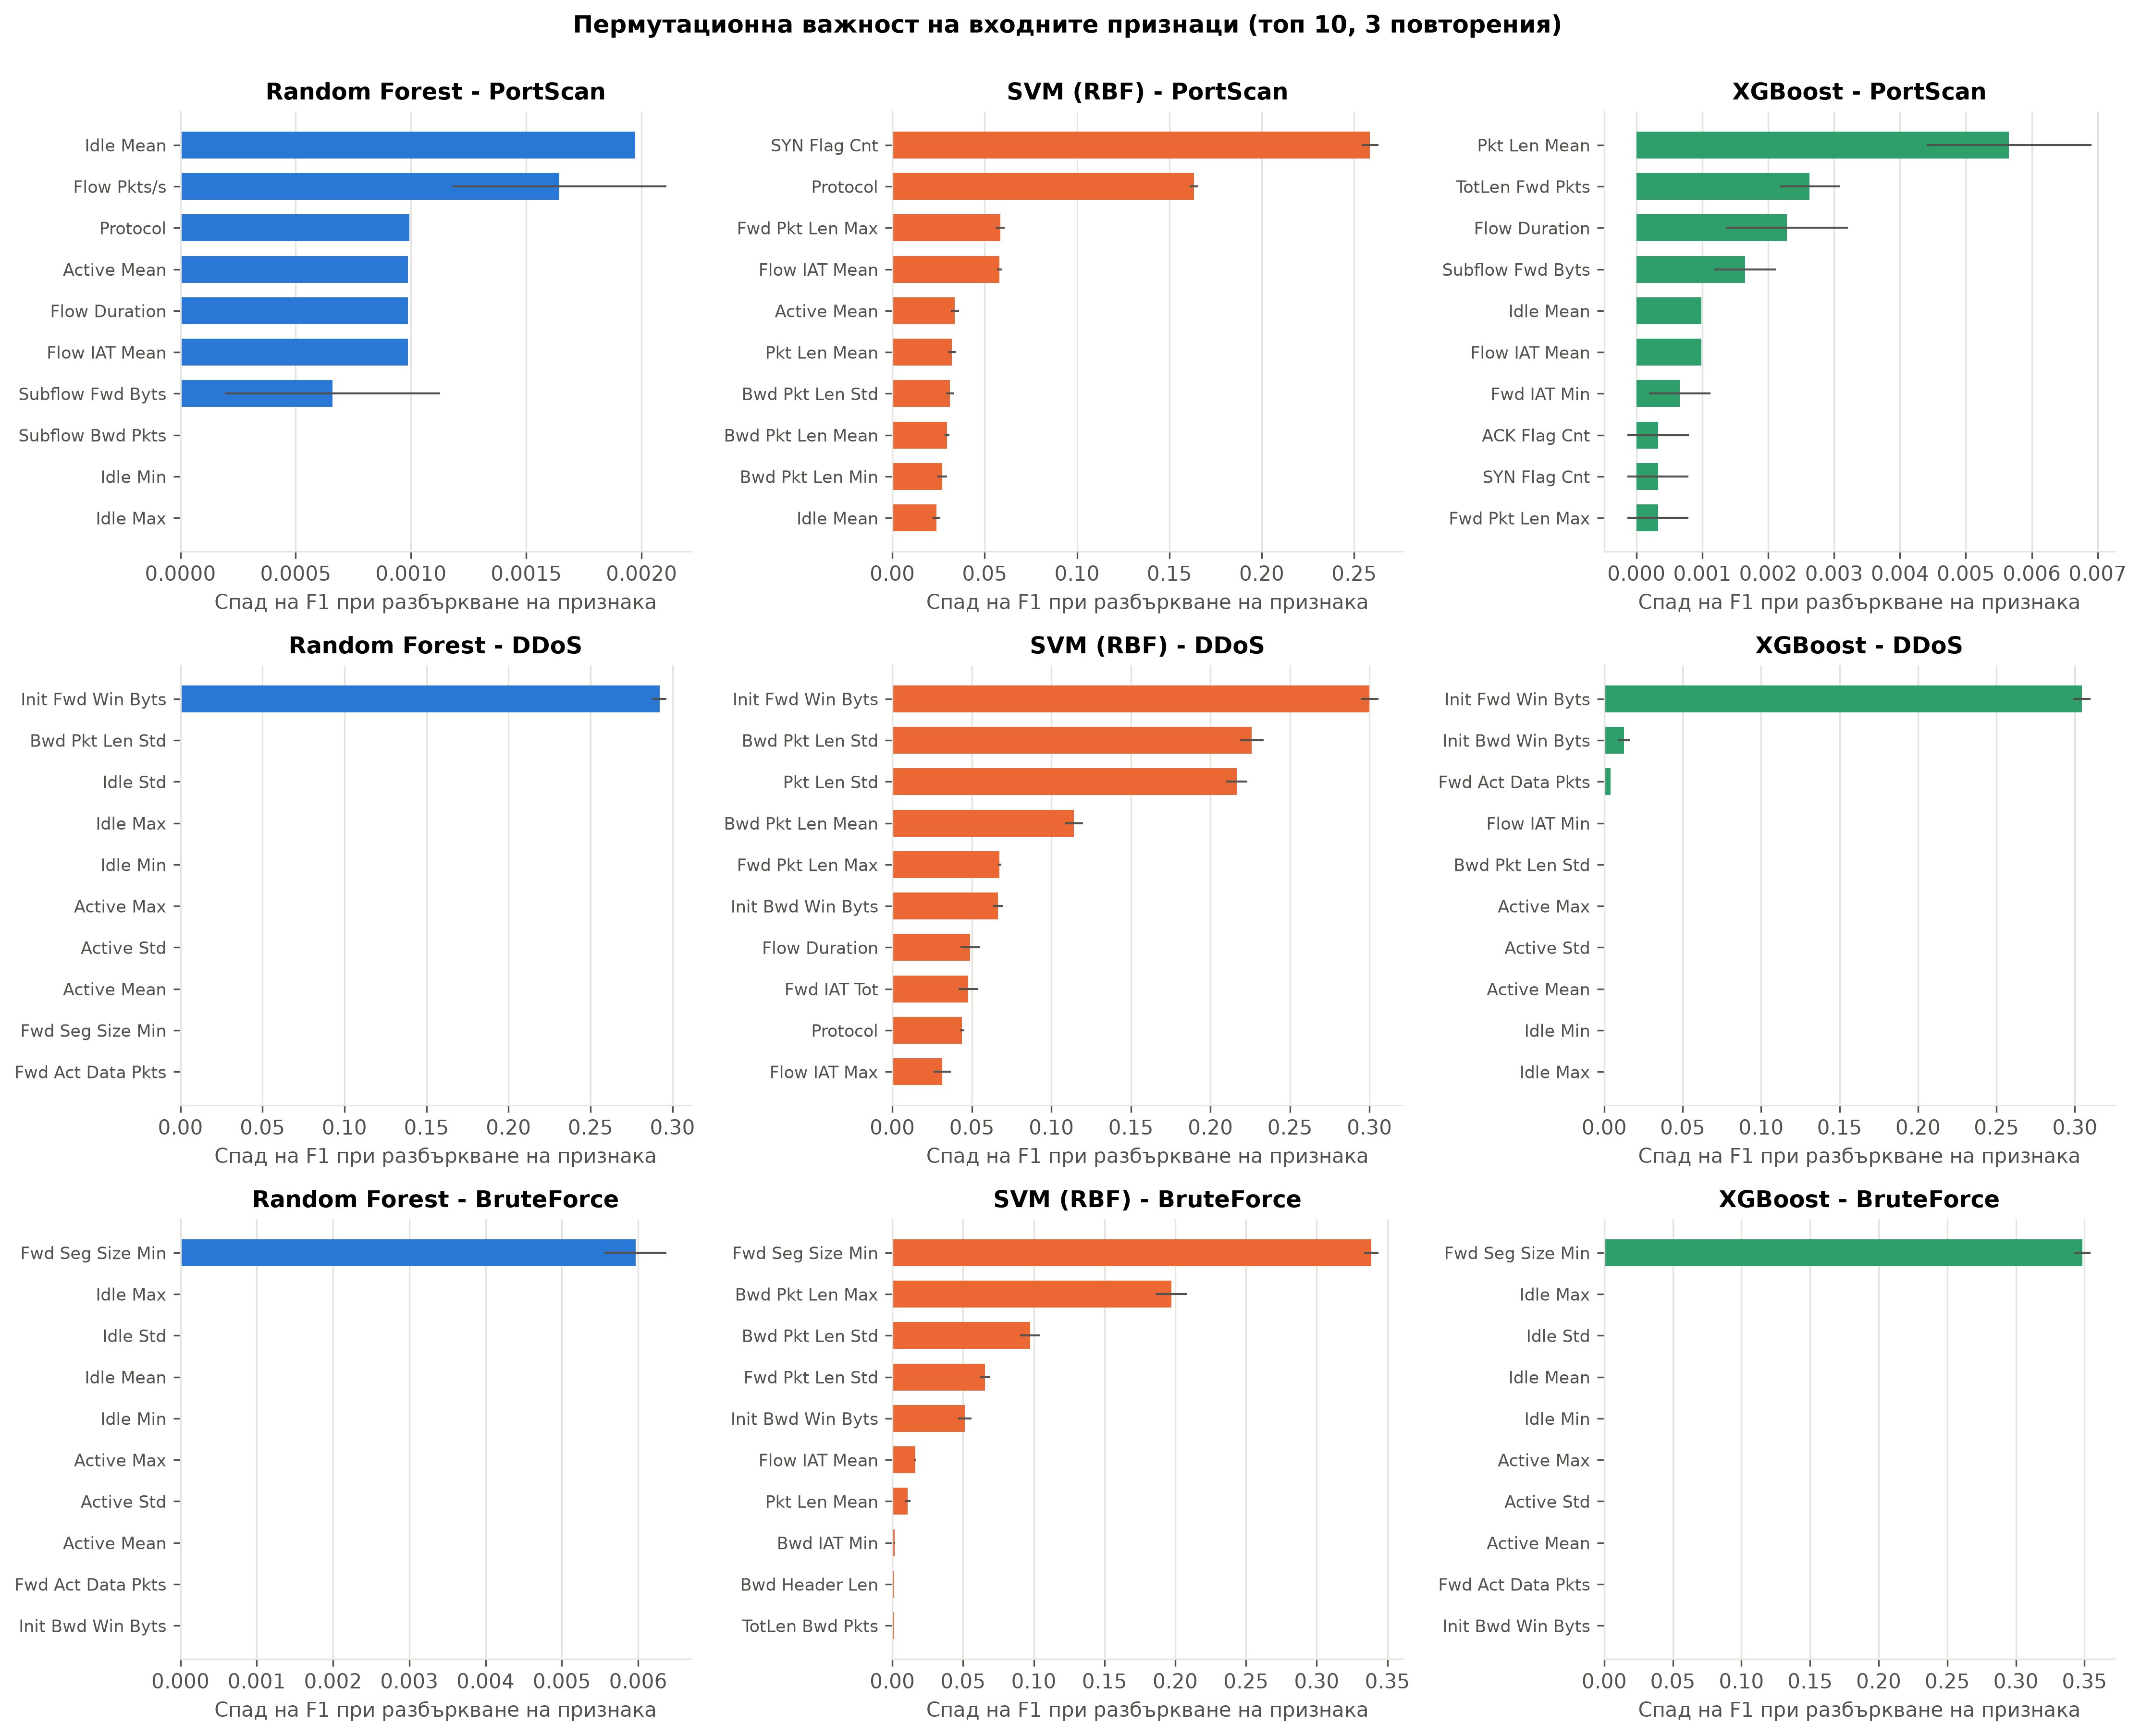 Пермутационна важност на входните признаци (топ 10, 3 повторения)
Random Forest - PortScan
Idle Mean
Flow Pkts/s
Protocol
Active Mean
Flow Duration
Flow IAT Mean
Subflow Fwd Byts
Subflow Bwd Pkts
Idle Min
Idle Max
0.0000 0.0005 0.0010 0.0015 0.0020
Спад на F1 при разбъркване на признака
SVM (RBF) - PortScan
SYN Flag Cnt
Protocol
Fwd Pkt Len Max
Flow IAT Mean
Active Mean
Pkt Len Mean
Bwd Pkt Len Std
Bwd Pkt Len Mean
Bwd Pkt Len Min
Idle Mean
0.00 0.05 0.10 0.15 0.20 0.25
Спад на F1 при разбъркване на признака
XGBoost - PortScan
Pkt Len Mean
TotLen Fwd Pkts
Flow Duration
Subflow Fwd Byts
Idle Mean
Flow IAT Mean
Fwd IAT Min
ACK Flag Cnt
SYN Flag Cnt
Fwd Pkt Len Max
0.000 0.001 0.002 0.003 0.004 0.005 0.006 0.007
Спад на F1 при разбъркване на признака
Random Forest - DDoS
Init Fwd Win Byts
Bwd Pkt Len Std
Idle Std
Idle Max
Idle Min
Active Max
Active Std
Active Mean
Fwd Seg Size Min
Fwd Act Data Pkts
0.00 0.05 0.10 0.15 0.20 0.25 0.30
Спад на F1 при разбъркване на признака
SVM (RBF) - DDoS
Init Fwd Win Byts
Bwd Pkt Len Std
Pkt Len Std
Bwd Pkt Len Mean
Fwd Pkt Len Max
Init Bwd Win Byts
Flow Duration
Fwd IAT Tot
Protocol
Flow IAT Max
0.00 0.05 0.10 0.15 0.20 0.25 0.30
Спад на F1 при разбъркване на признака
XGBoost - DDoS
Init Fwd Win Byts
Init Bwd Win Byts
Fwd Act Data Pkts
Flow IAT Min
Bwd Pkt Len Std
Active Max
Active Std
Active Mean
Idle Min
Idle Max
0.00 0.05 0.10 0.15 0.20 0.25 0.30
Спад на F1 при разбъркване на признака
Random Forest - BruteForce
Fwd Seg Size Min
Idle Max
Idle Std
Idle Mean
Idle Min
Active Max
Active Std
Active Mean
Fwd Act Data Pkts
Init Bwd Win Byts
0.000 0.001 0.002 0.003 0.004 0.005 0.006
Спад на F1 при разбъркване на признака
SVM (RBF) - BruteForce
Fwd Seg Size Min
Bwd Pkt Len Max
Bwd Pkt Len Std
Fwd Pkt Len Std
Init Bwd Win Byts
Flow IAT Mean
Pkt Len Mean
Bwd IAT Min
Bwd Header Len
TotLen Bwd Pkts
0.00 0.05 0.10 0.15 0.20 0.25 0.30 0.35
Спад на F1 при разбъркване на признака
XGBoost - BruteForce
Fwd Seg Size Min
Idle Max
Idle Std
Idle Mean
Idle Min
Active Max
Active Std
Active Mean
Fwd Act Data Pkts
Init Bwd Win Byts
0.00 0.05 0.10 0.15 0.20 0.25 0.30 0.35
Спад на F1 при разбъркване на признака